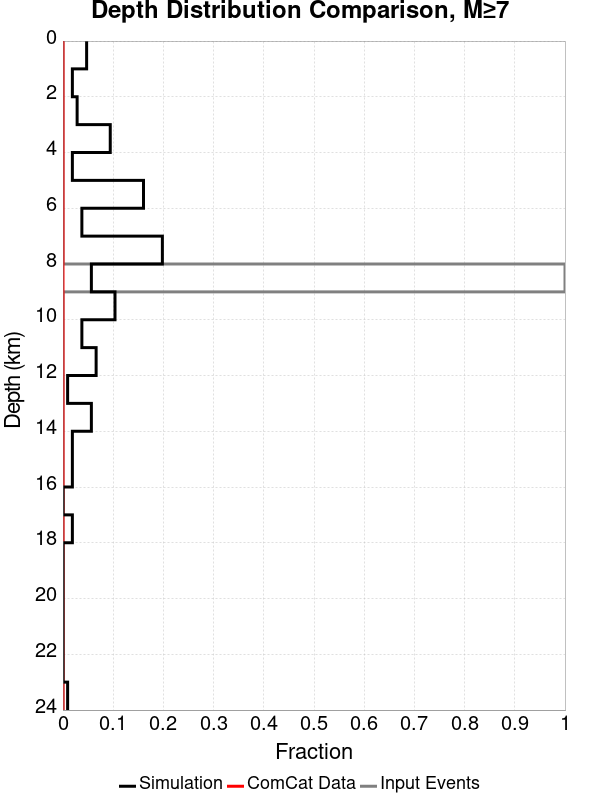 Depth Distribution Comparison, M≥7
0
2
4
6
8
10
12
14
16
18
20
22
24
Depth (km)
0 0.1 0.2 0.3 0.4 0.5 0.6 0.7 0.8 0.9 1
Fraction
Simulation ComCat Data Input Events